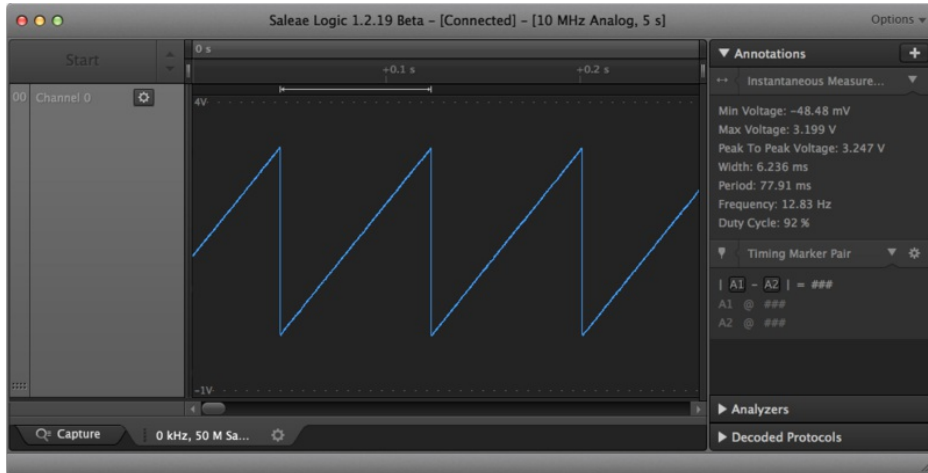 Saleae Logic 1.2.19 Beta – [Connected] – [10 MHz Analog, 5 s]
Options
Start
0 s
+0.1 s
+0.2 s
00 Channel 0
4V
-1V
Capture
0 kHz, 50 M Sa...
Annotations
Instantaneous Measure...
Min Voltage: -48.48 mV
Max Voltage: 3.199 V
Peak To Peak Voltage: 3.247 V
Width: 6.236 ms
Period: 77.91 ms
Frequency: 12.83 Hz
Duty Cycle: 92 %
Timing Marker Pair
| A1 - A2 | = ###
A1 @ ###
A2 @ ###
Analyzers
Decoded Protocols